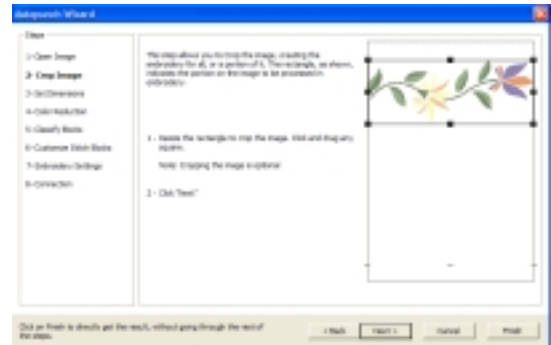 Autopunch Wizard
Steps
1- Open Image
2- Crop Image
3- Set Dimensions
4- Color Reduction
5- Classify Blocks
6- Customize Stitch Blocks
7- Embroidery Settings
8- Connection
This step allows you to crop the image, creating the
embroidery for all, or a portion of it. The rectangle, as shown,
indicates the portion on the image to be processed in
embroidery.
1 - Resize the rectangle to crop the image. Click and drag any
square.
Note: Cropping the image is optional
2 - Click "Next"
Click on Finish to directly get the result, without going through the rest of
the steps.
< Back
Next >
Cancel
Finish